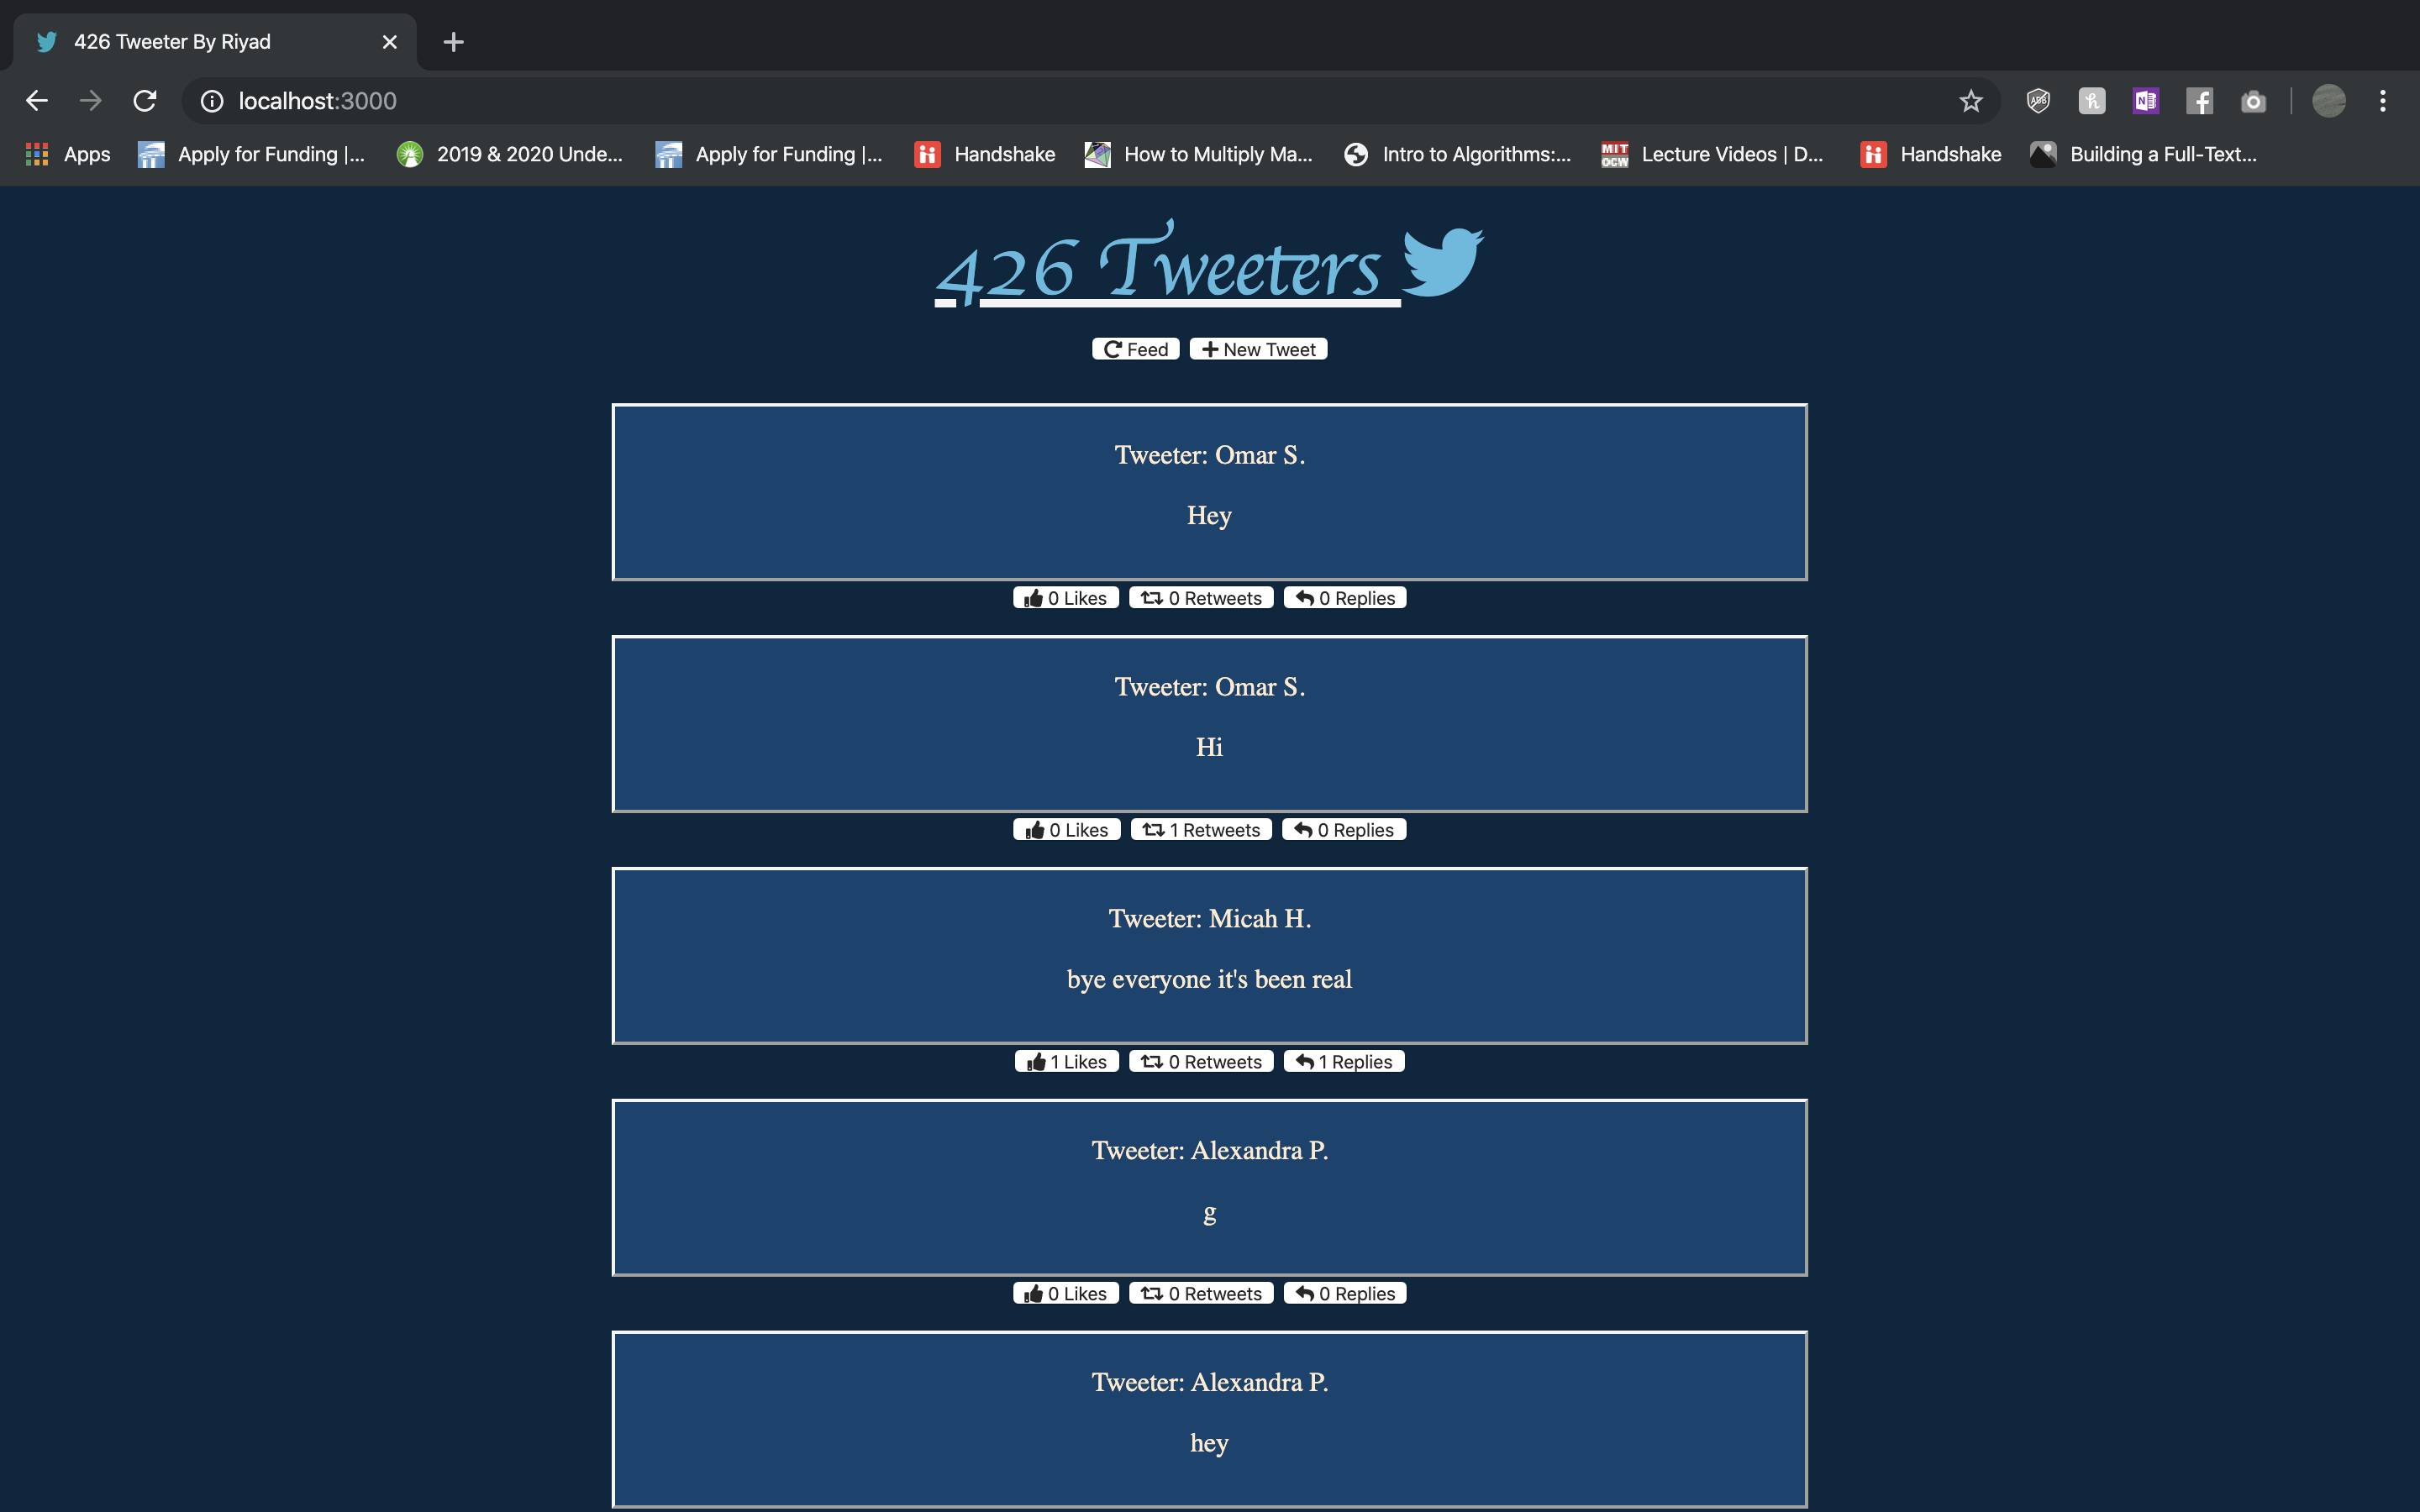 426 Tweeter By Riyad
localhost:3000
Apps Apply for Funding |... 2019 & 2020 Unde... Apply for Funding |... Handshake How to Multiply Ma... Intro to Algorithms:... MIT OCW Lecture Videos | D... Handshake Building a Full-Text...
426 Tweeters
Feed New Tweet
Tweeter: Omar S.
Hey
0 Likes 0 Retweets 0 Replies
Tweeter: Omar S.
Hi
0 Likes 1 Retweets 0 Replies
Tweeter: Micah H.
bye everyone it's been real
1 Likes 0 Retweets 1 Replies
Tweeter: Alexandra P.
g
0 Likes 0 Retweets 0 Replies
Tweeter: Alexandra P.
hey